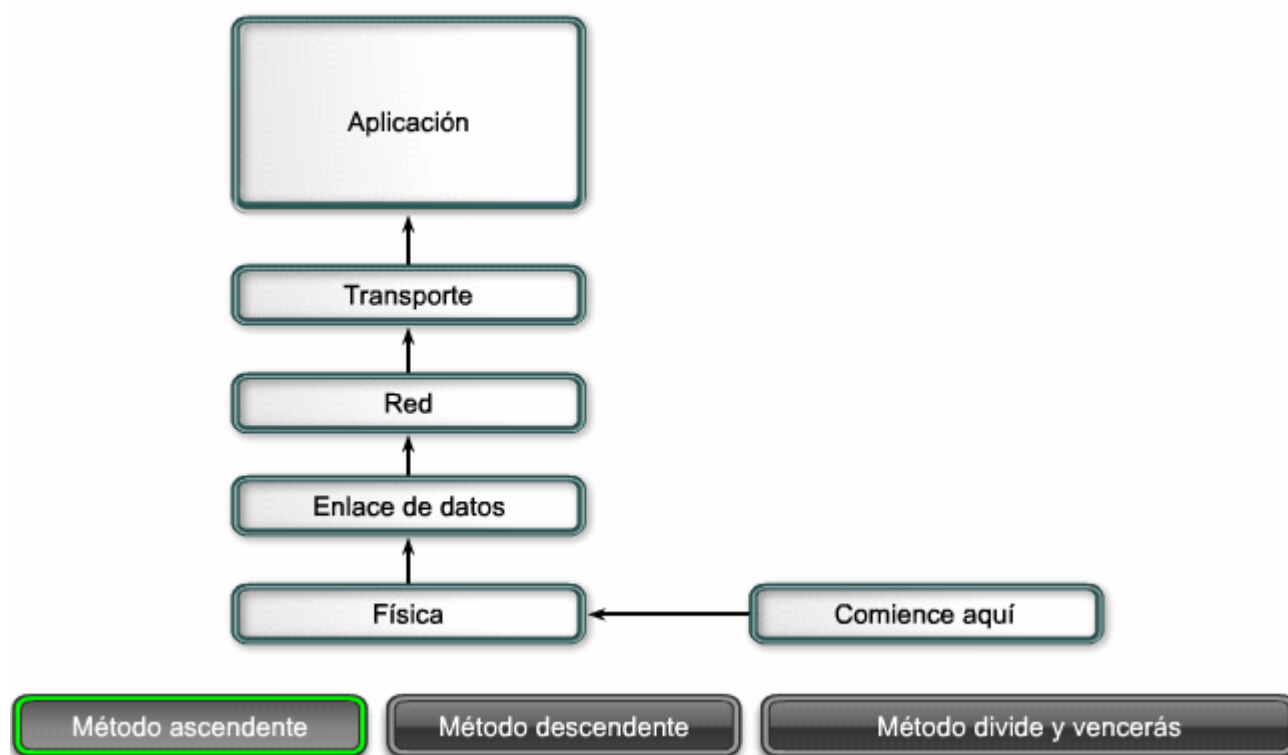 Aplicación
Transporte
Red
Enlace de datos
Física
Comience aquí
Método ascendente
Método descendente
Método divide y vencerás